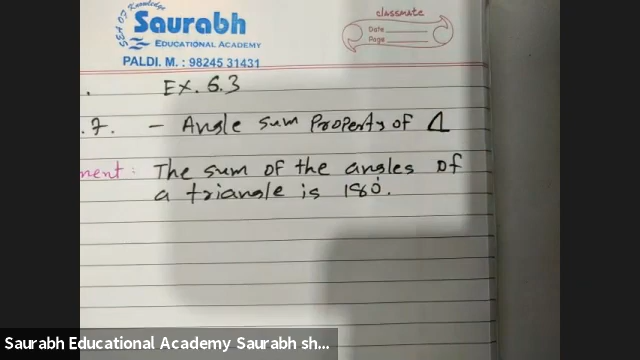 SEA OF Knowledge
Saurabh
EDUCATIONAL ACADEMY
PALDI. M. : 98245 31431
classmate
Date
Page
. Ex. 6.3
.7. - Angle sum Property of Δ
ment : The sum of the angles of
a triangle is 180°.
Saurabh Educational Academy Saurabh sh...